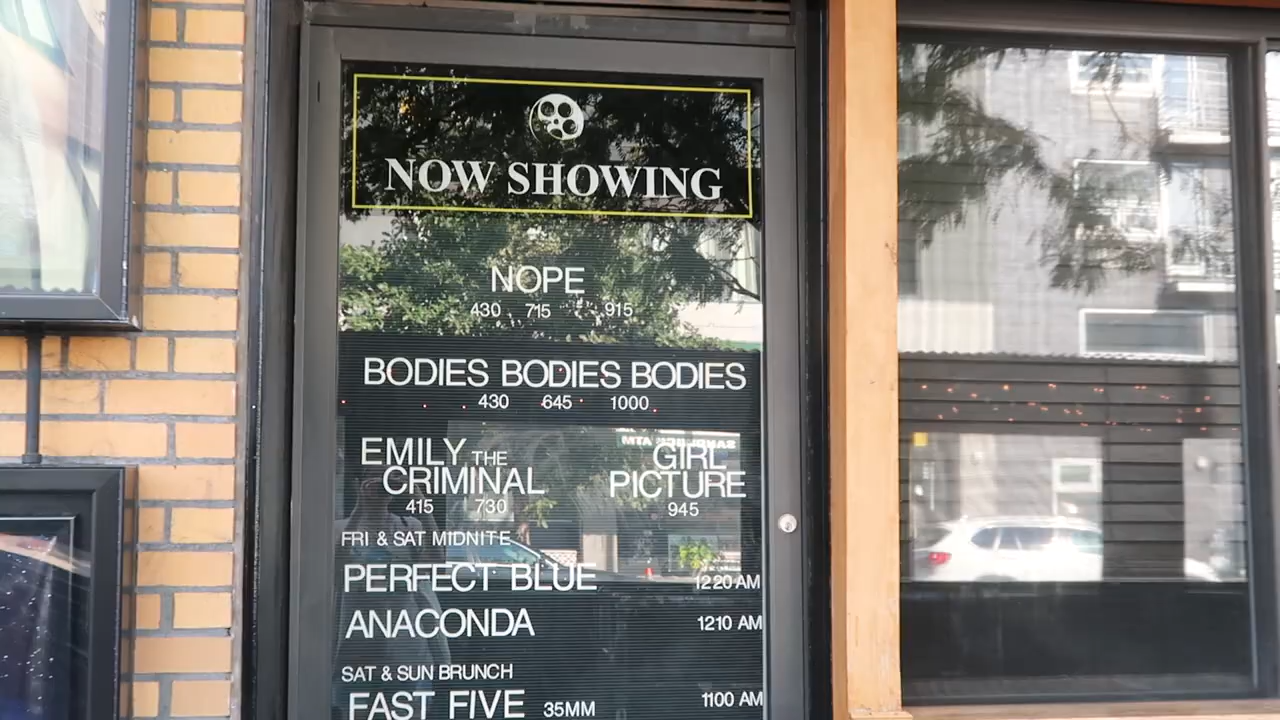 NOW SHOWING
NOPE
430 715 915
BODIES BODIES BODIES
430 645 1000
EMILY THE
CRIMINAL
415 730
GIRL
PICTURE
945
FRI & SAT MIDNITE
PERFECT BLUE 1220 AM
ANACONDA 1210 AM
SAT & SUN BRUNCH
FAST FIVE 35MM 1100 AM